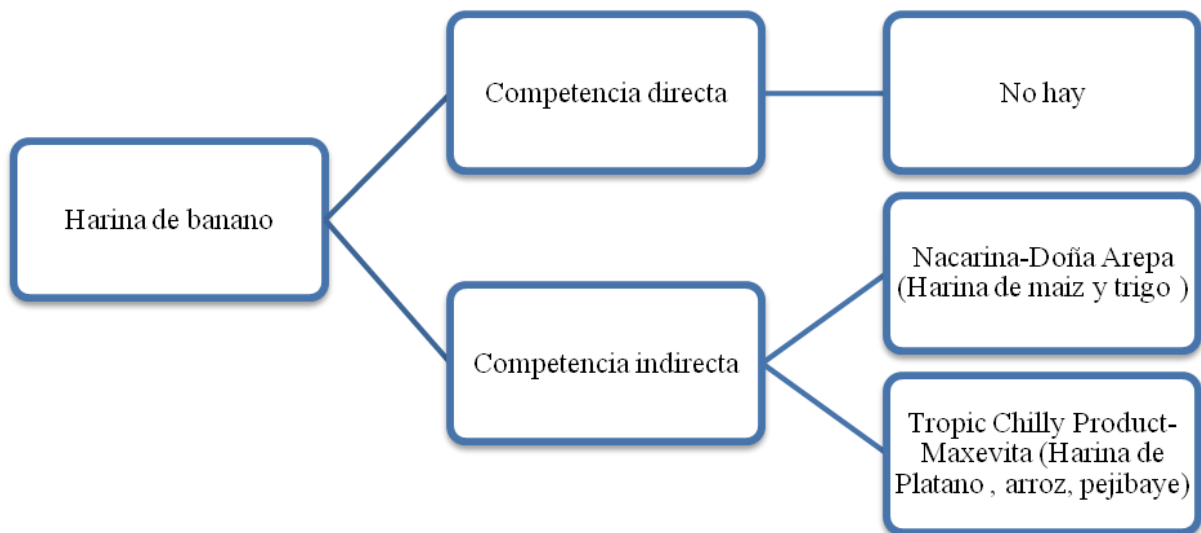 Harina de banano
Competencia directa
No hay
Competencia indirecta
Nacarina-Doña Arepa
(Harina de maiz y trigo )
Tropic Chilly Product-
Maxevita (Harina de
Platano , arroz, pejibaye)